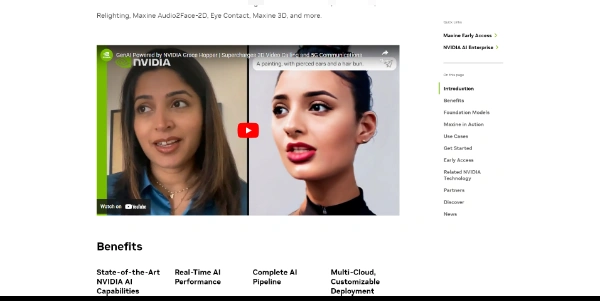 Relighting, Maxine Audio2Face-2D, Eye Contact, Maxine 3D, and more.
GenAI Powered by NVIDIA Grace Hopper | Supercharges 3D Video Calling and 5G Communications
NVIDIA
A painting, with pierced ears and a hair bun.
Watch on YouTube
Benefits
State-of-the-Art NVIDIA AI Capabilities
Real-Time AI Performance
Complete AI Pipeline
Multi-Cloud, Customizable Deployment
Quick Links
Maxine Early Access
NVIDIA AI Enterprise
On this page
Introduction
Benefits
Foundation Models
Maxine in Action
Use Cases
Get Started
Early Access
Related NVIDIA
Technology
Partners
Discover
News